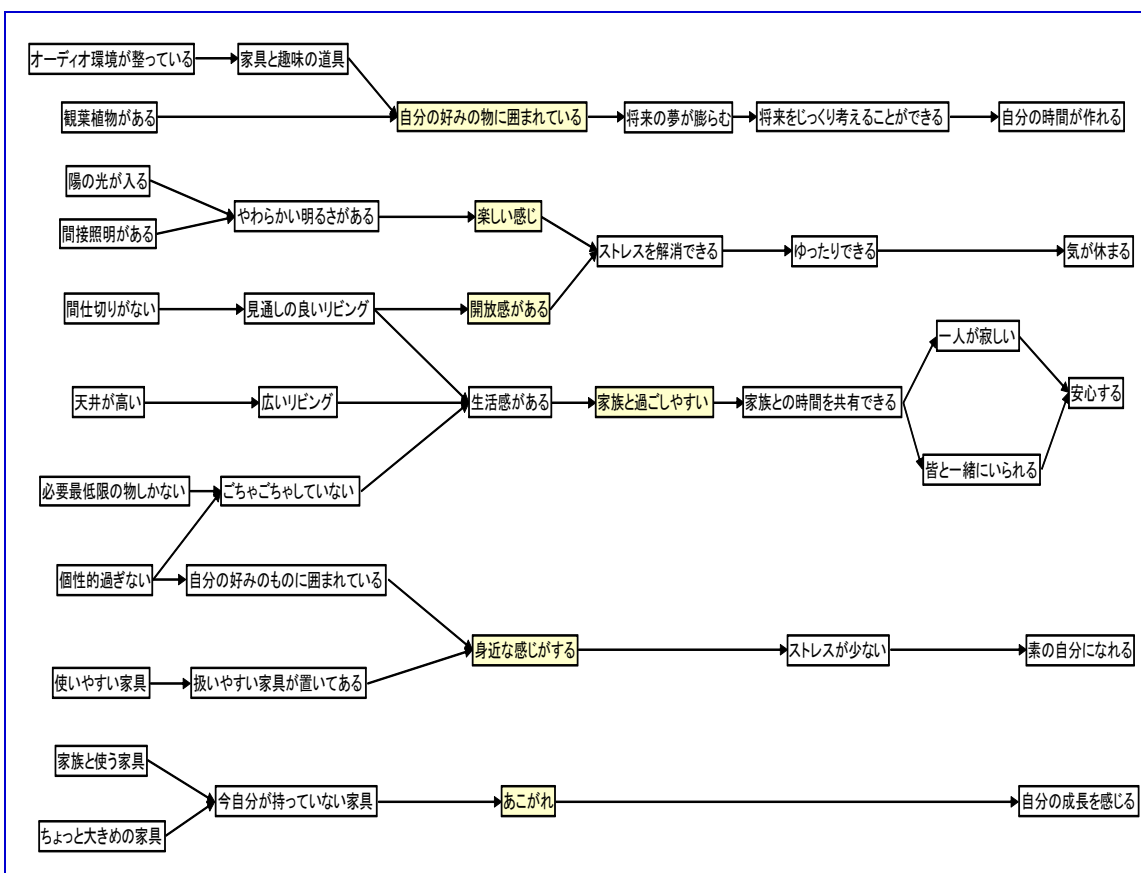 オーディオ環境が整っている
家具と趣味の道具
観葉植物がある
自分の好みの物に囲まれている
将来の夢が膨らむ
将来をじっくり考えることができる
自分の時間が作れる
陽の光が入る
間接照明がある
やわらかい明るさがある
楽しい感じ
ストレスを解消できる
ゆったりできる
気が休まる
間仕切りがない
見通しの良いリビング
開放感がある
天井が高い
広いリビング
生活感がある
家族と過ごしやすい
家族との時間を共有できる
一人が寂しい
皆と一緒にいられる
安心する
必要最低限の物しかない
ごちゃごちゃしていない
個性的過ぎない
自分の好みのものに囲まれている
身近な感じがする
ストレスが少ない
素の自分になれる
使いやすい家具
扱いやすい家具が置いてある
家族と使う家具
ちょっと大きめの家具
今自分が持っていない家具
あこがれ
自分の成長を感じる